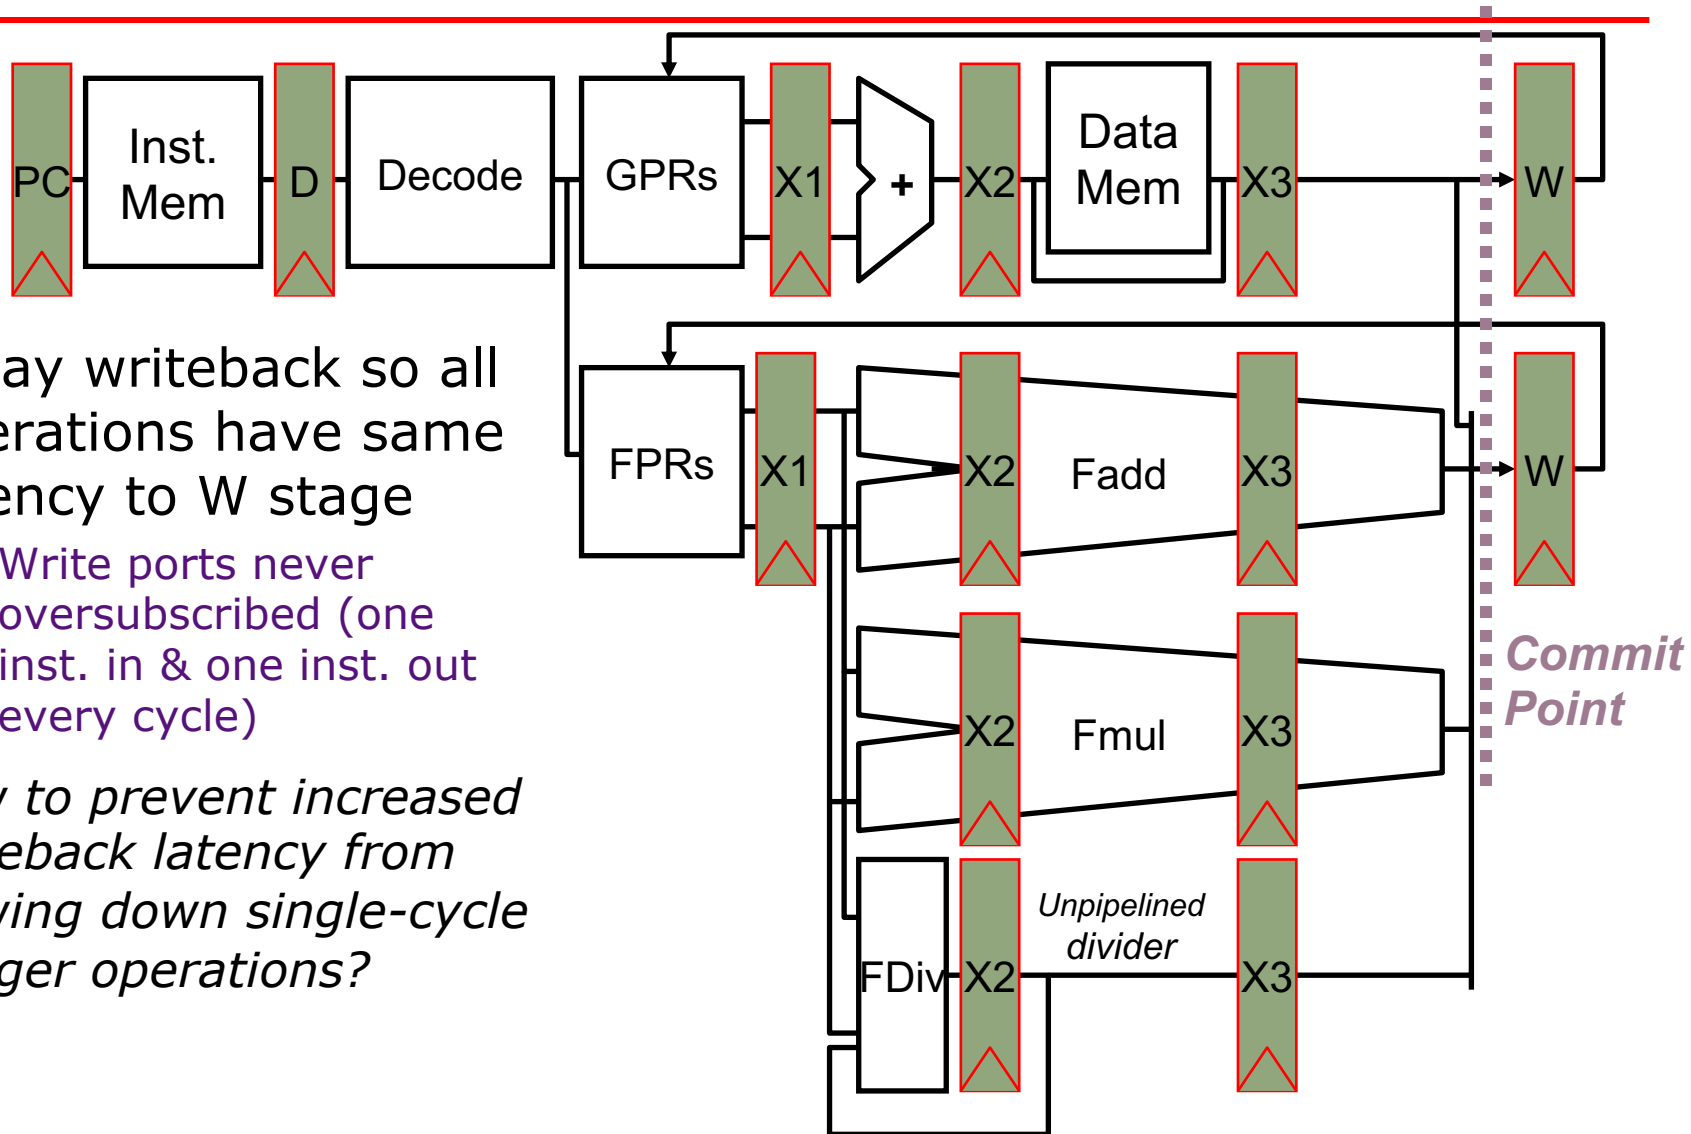 PC
Inst.
Mem
D
Decode
GPRs
X1
+
X2
Data
Mem
X3
W
ay writeback so all
erations have same
ency to W stage
Write ports never
oversubscribed (one
inst. in & one inst. out
every cycle)
w to prevent increased
eback latency from
wing down single-cycle
ger operations?
FPRs
X1
X2
Fadd
X3
W
X2
Fmul
X3
Commit
Point
FDiv
X2
Unpipelined
divider
X3